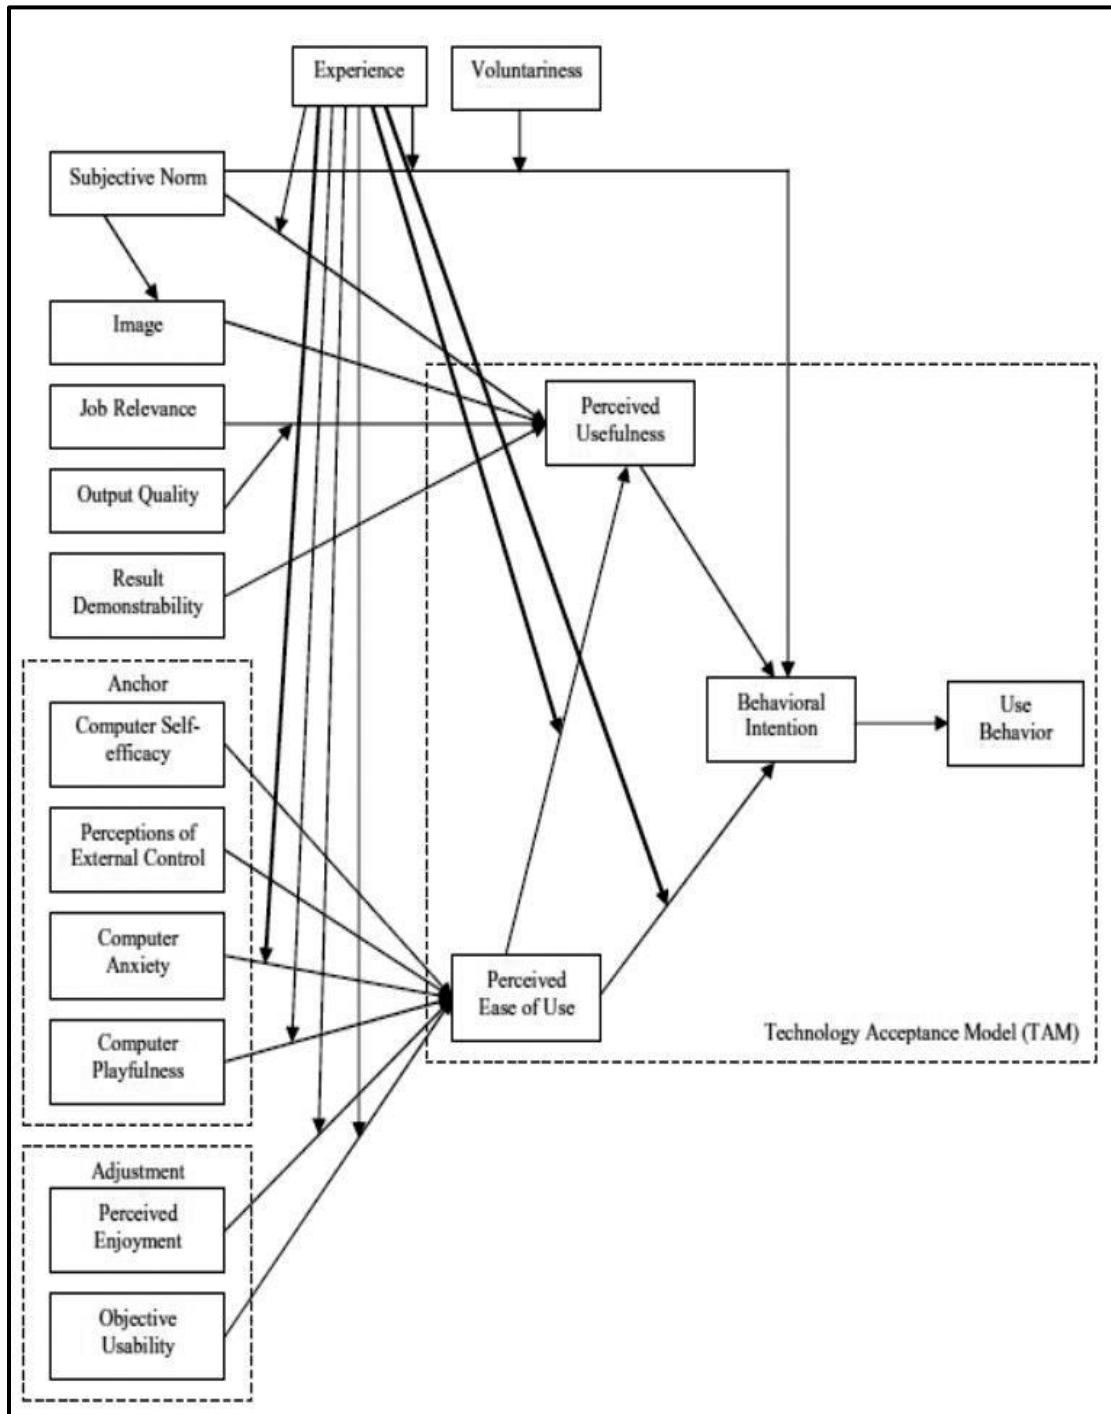 Experience
Voluntariness
Subjective Norm
Image
Job Relevance
Output Quality
Result
Demonstrability
Perceived
Usefulness
Anchor
Computer Self-
efficacy
Perceptions of
External Control
Computer
Anxiety
Computer
Playfulness
Behavioral
Intention
Use
Behavior
Perceived
Ease of Use
Technology Acceptance Model (TAM)
Adjustment
Perceived
Enjoyment
Objective
Usability